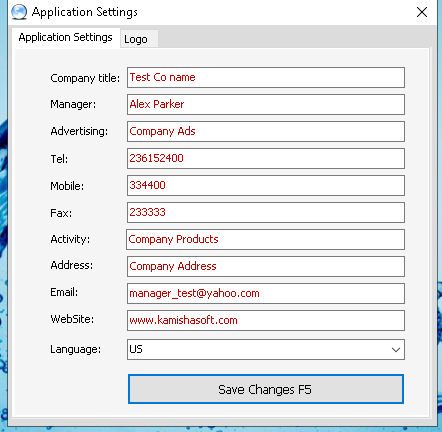 Application Settings
Application Settings Logo
Company title: Test Co name
Manager: Alex Parker
Advertising: Company Ads
Tel: 236152400
Mobile: 334400
Fax: 233333
Activity: Company Products
Address: Company Address
Email: manager_test@yahoo.com
WebSite: www.kamishasoft.com
Language: US
Save Changes F5